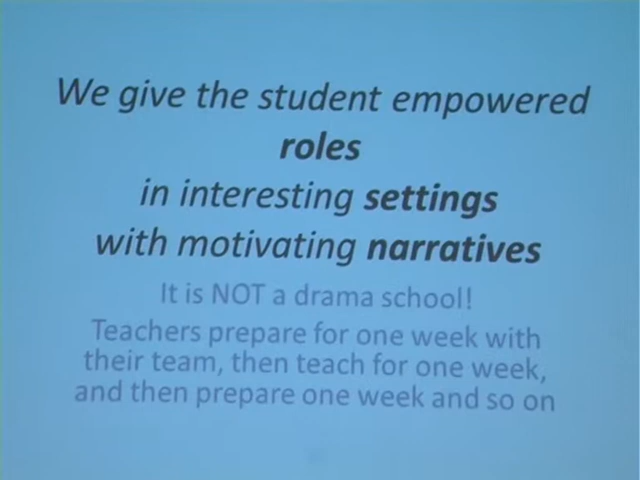 We give the student empowered
roles
in interesting settings
with motivating narratives
It is NOT a drama school!
Teachers prepare for one week with
their team, then teach for one week,
and then prepare one week and so on